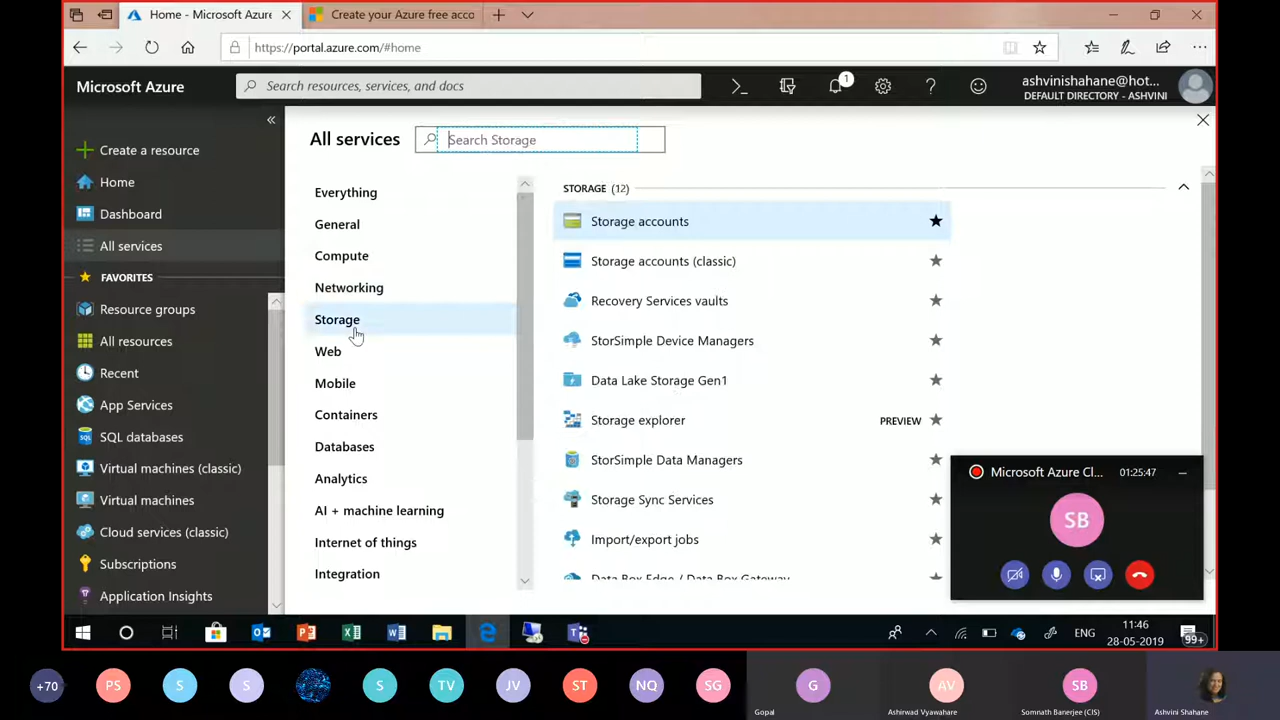 Home - Microsoft Azure
Create your Azure free acco
https://portal.azure.com/#home
Microsoft Azure
Search resources, services, and docs
1
ashvinishahane@hot...
DEFAULT DIRECTORY - ASHVINI
Create a resource
Home
Dashboard
All services
FAVORITES
Resource groups
All resources
Recent
App Services
SQL databases
Virtual machines (classic)
Virtual machines
Cloud services (classic)
Subscriptions
Application Insights
All services
Search Storage
Everything
General
Compute
Networking
Storage
Web
Mobile
Containers
Databases
Analytics
AI + machine learning
Internet of things
Integration
STORAGE (12)
Storage accounts
Storage accounts (classic)
Recovery Services vaults
StorSimple Device Managers
Data Lake Storage Gen1
Storage explorer PREVIEW
StorSimple Data Managers
Storage Sync Services
Import/export jobs
Data Box Edge / Data Box Gateway
Microsoft Azure Cl... 01:25:47
SB
ENG
11:46
28-05-2019
99+
+70 PS S S S TV JV ST NQ SG G AV SB
Gopal Ashirwad Vyawahare Somnath Banerjee (CIS) Ashvini Shahane